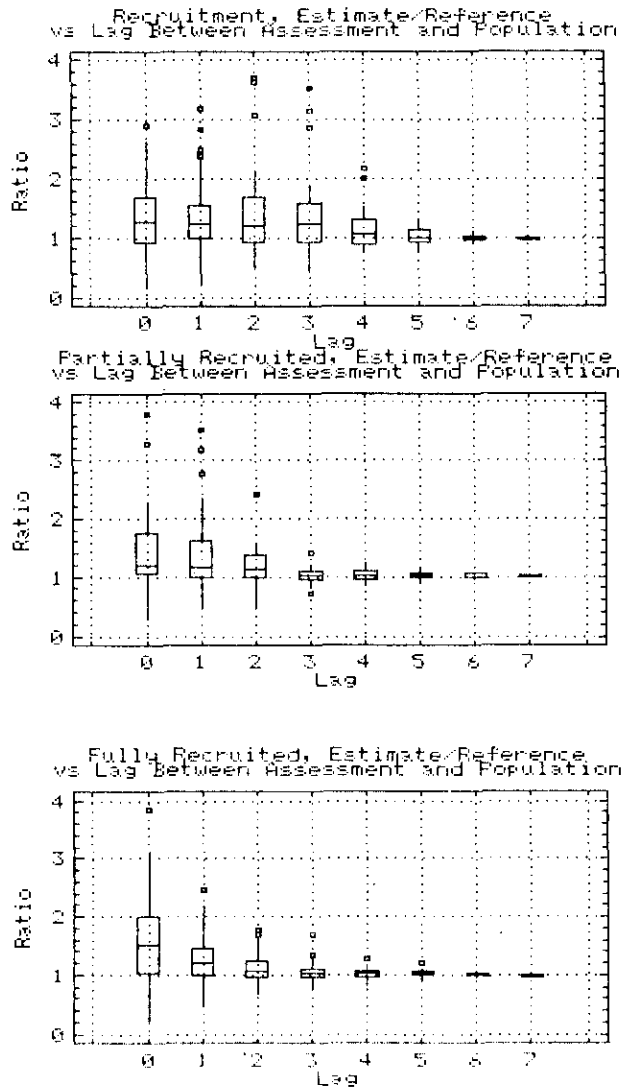 Recruitment, Estimate/Reference
vs Lag Between Assessment and Population
4
3
2
1
0
Ratio
0 1 2 3 4 5 6 7
Lag
Partially Recruited, Estimate/Reference
vs Lag Between Assessment and Population
4
3
2
1
0
Ratio
0 1 2 3 4 5 6 7
Lag
Fully Recruited, Estimate/Reference
vs Lag Between Assessment and Population
4
3
2
1
0
Ratio
0 1 2 3 4 5 6 7
Lag